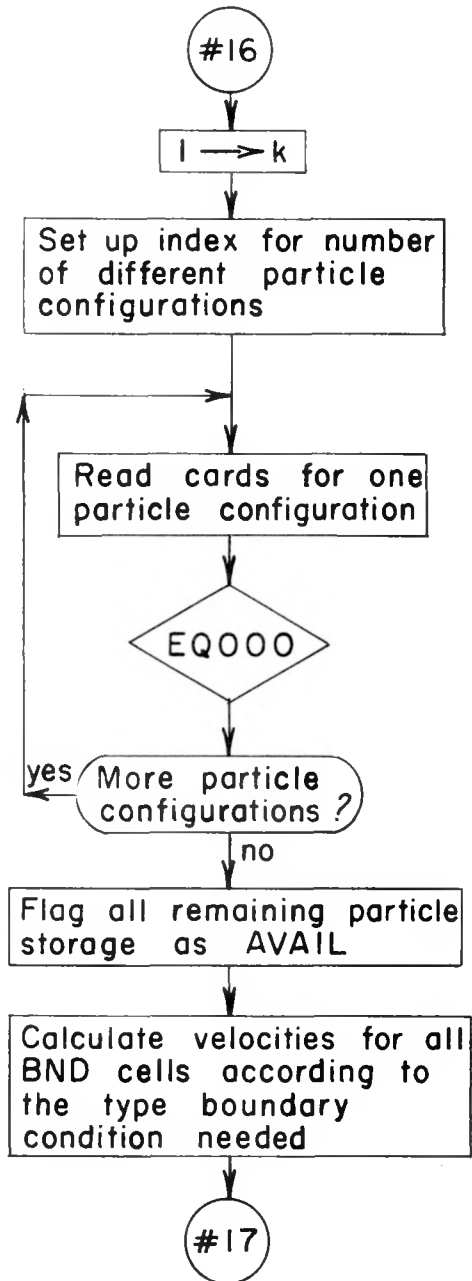 #16
1 → k
Set up index for number
of different particle
configurations
Read cards for one
particle configuration
EQOOO
yes
More particle
configurations ?
no
Flag all remaining particle
storage as AVAIL
Calculate velocities for all
BND cells according to
the type boundary
condition needed
#17